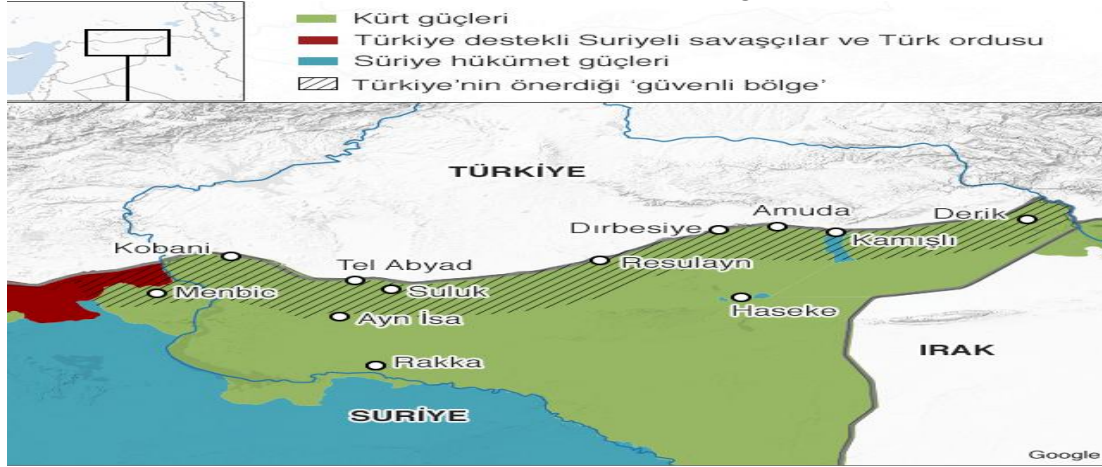 Kürt güçleri
Türkiye destekli Suriyeli savaşçılar ve Türk ordusu
Süriye hükümet güçleri
Türkiye'nin önerdiği 'güvenli bölge'
TÜRKİYE
Amuda
Derik
Dırbesiye
Kamışlı
Kobani
Tel Abyad
Resulayn
Menbic
Suluk
Haseke
Ayn İsa
IRAK
Rakka
SURİYE
Google